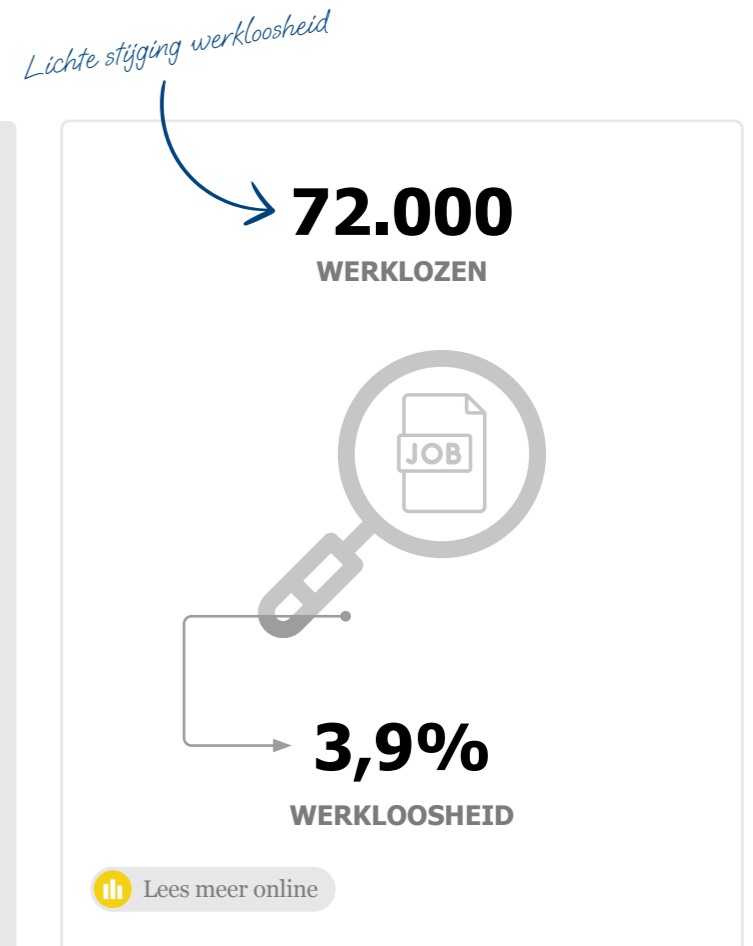 Lichte stijging werkloosheid
72.000
WERKLOZEN
JOB
3,9%
WERKLOOSHEID
Lees meer online